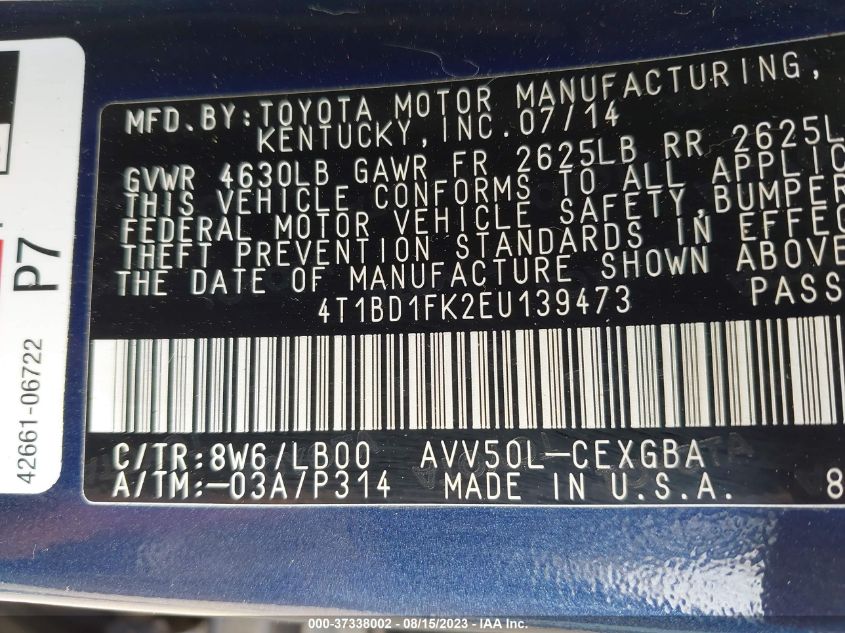 MFD.BY:TOYOTA MOTOR MANUFACTURING,
KENTUCKY,INC.07/14
GVWR 4630LB GAWR FR 2625LB RR 2625L
THIS VEHICLE CONFORMS TO ALL APPLIC
FEDERAL MOTOR VEHICLE SAFETY,BUMPER
THEFT PREVENTION STANDARDS IN EFFEC
THE DATE OF MANUFACTURE SHOWN ABOVE
4T1BD1FK2EU139473 PASS
C/TR:8W6/LB00 AVV50L-CEXGBA
A/TM:-03A/P314 MADE IN U.S.A. 8
P7
42661-06722
000-37338002 - 08/15/2023 - IAA, Inc.